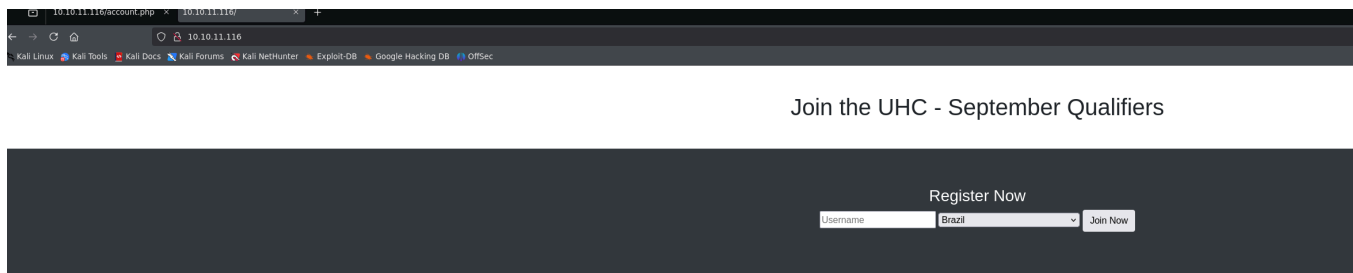 10.10.11.116/account.php × 10.10.11.116/ × +
10.10.11.116
Kali Linux Kali Tools Kali Docs Kali Forums Kali NetHunter Exploit-DB Google Hacking DB OffSec
Join the UHC - September Qualifiers
Register Now
Username Brazil Join Now